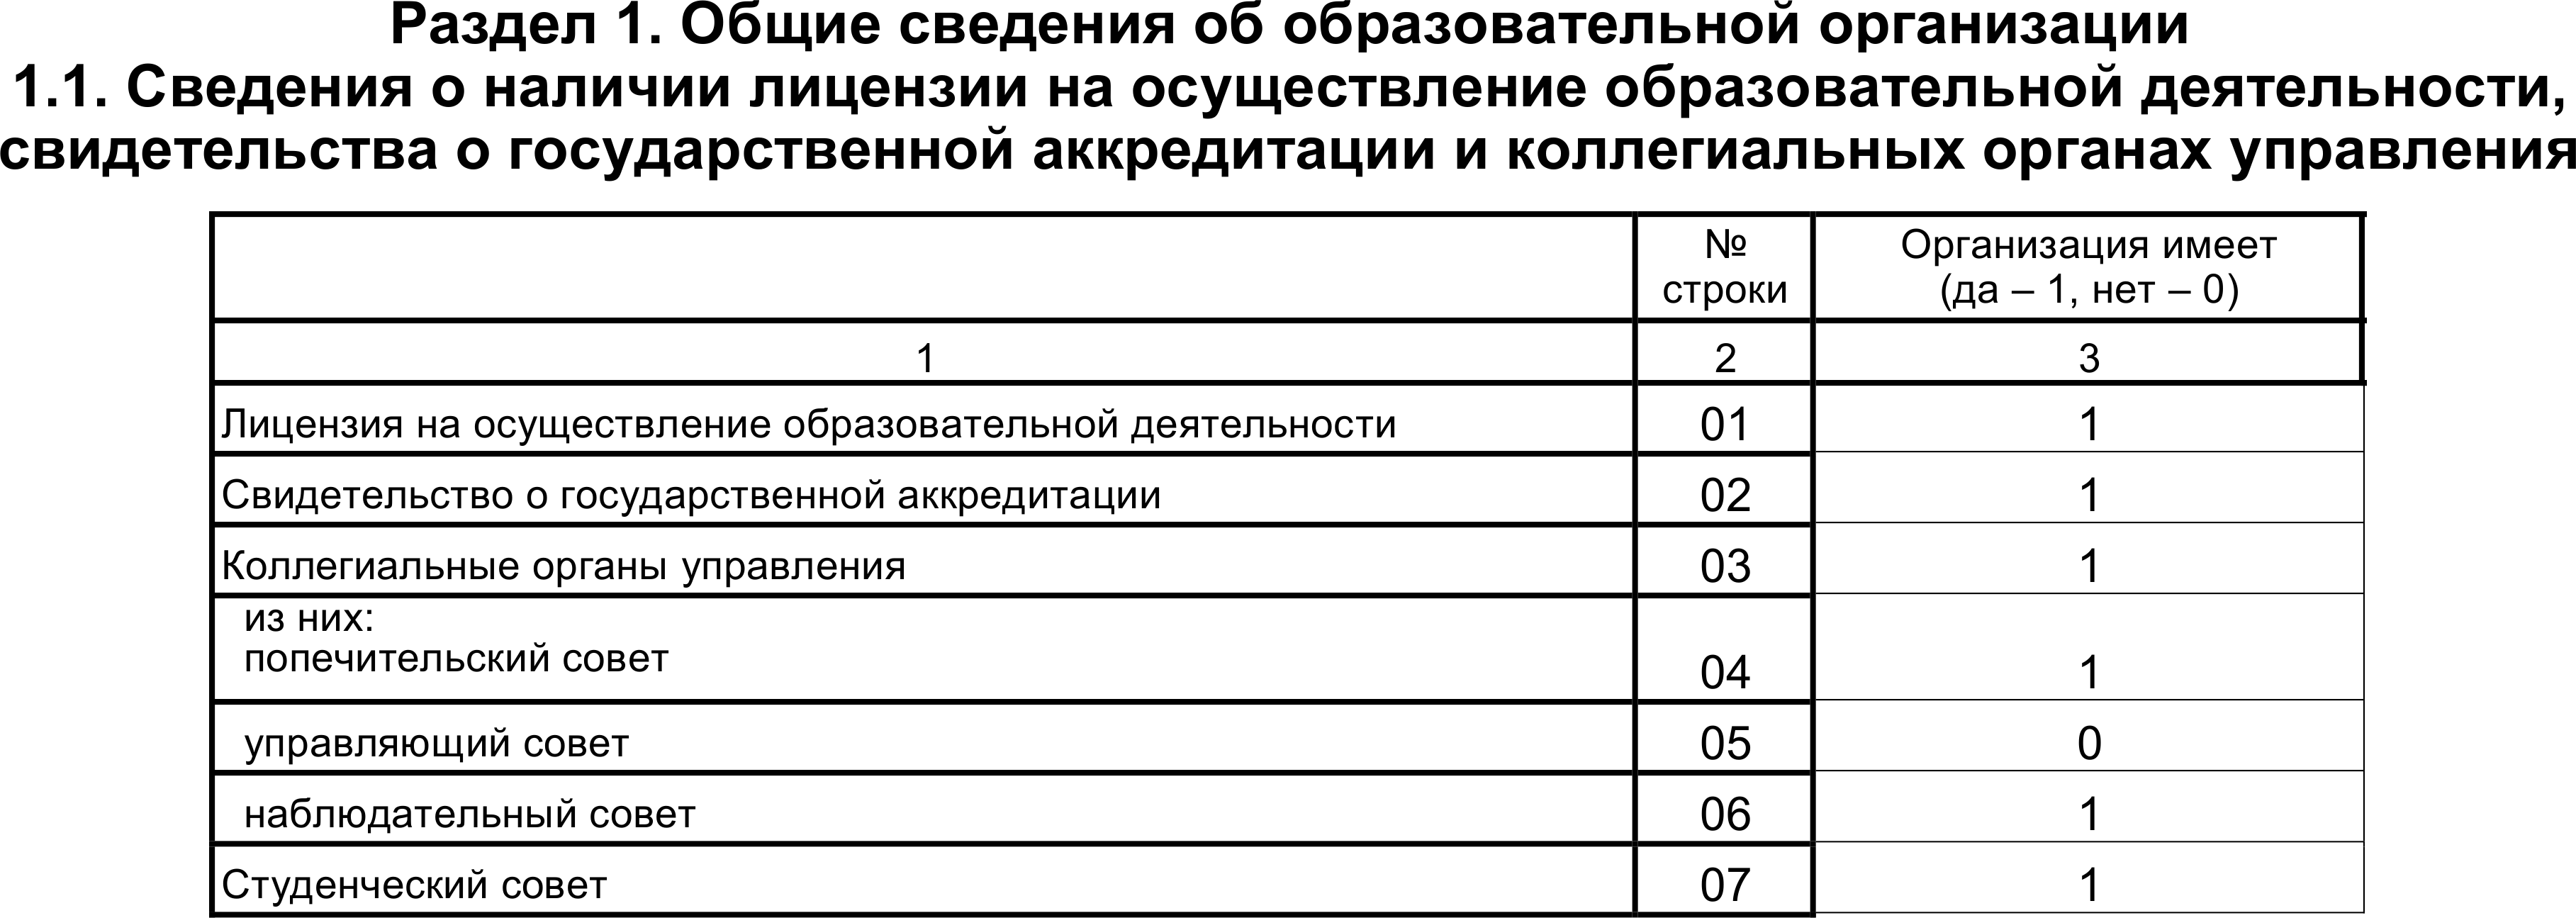 Раздел 1. Общие сведения об образовательной организации
1.1. Сведения о наличии лицензии на осуществление образовательной деятельности,
свидетельства о государственной аккредитации и коллегиальных органах управления
№
строки
Организация имеет
(да – 1, нет – 0)
1 2 3
Лицензия на осуществление образовательной деятельности 01 1
Свидетельство о государственной аккредитации 02 1
Коллегиальные органы управления 03 1
из них:
попечительский совет 04 1
управляющий совет 05 0
наблюдательный совет 06 1
Студенческий совет 07 1